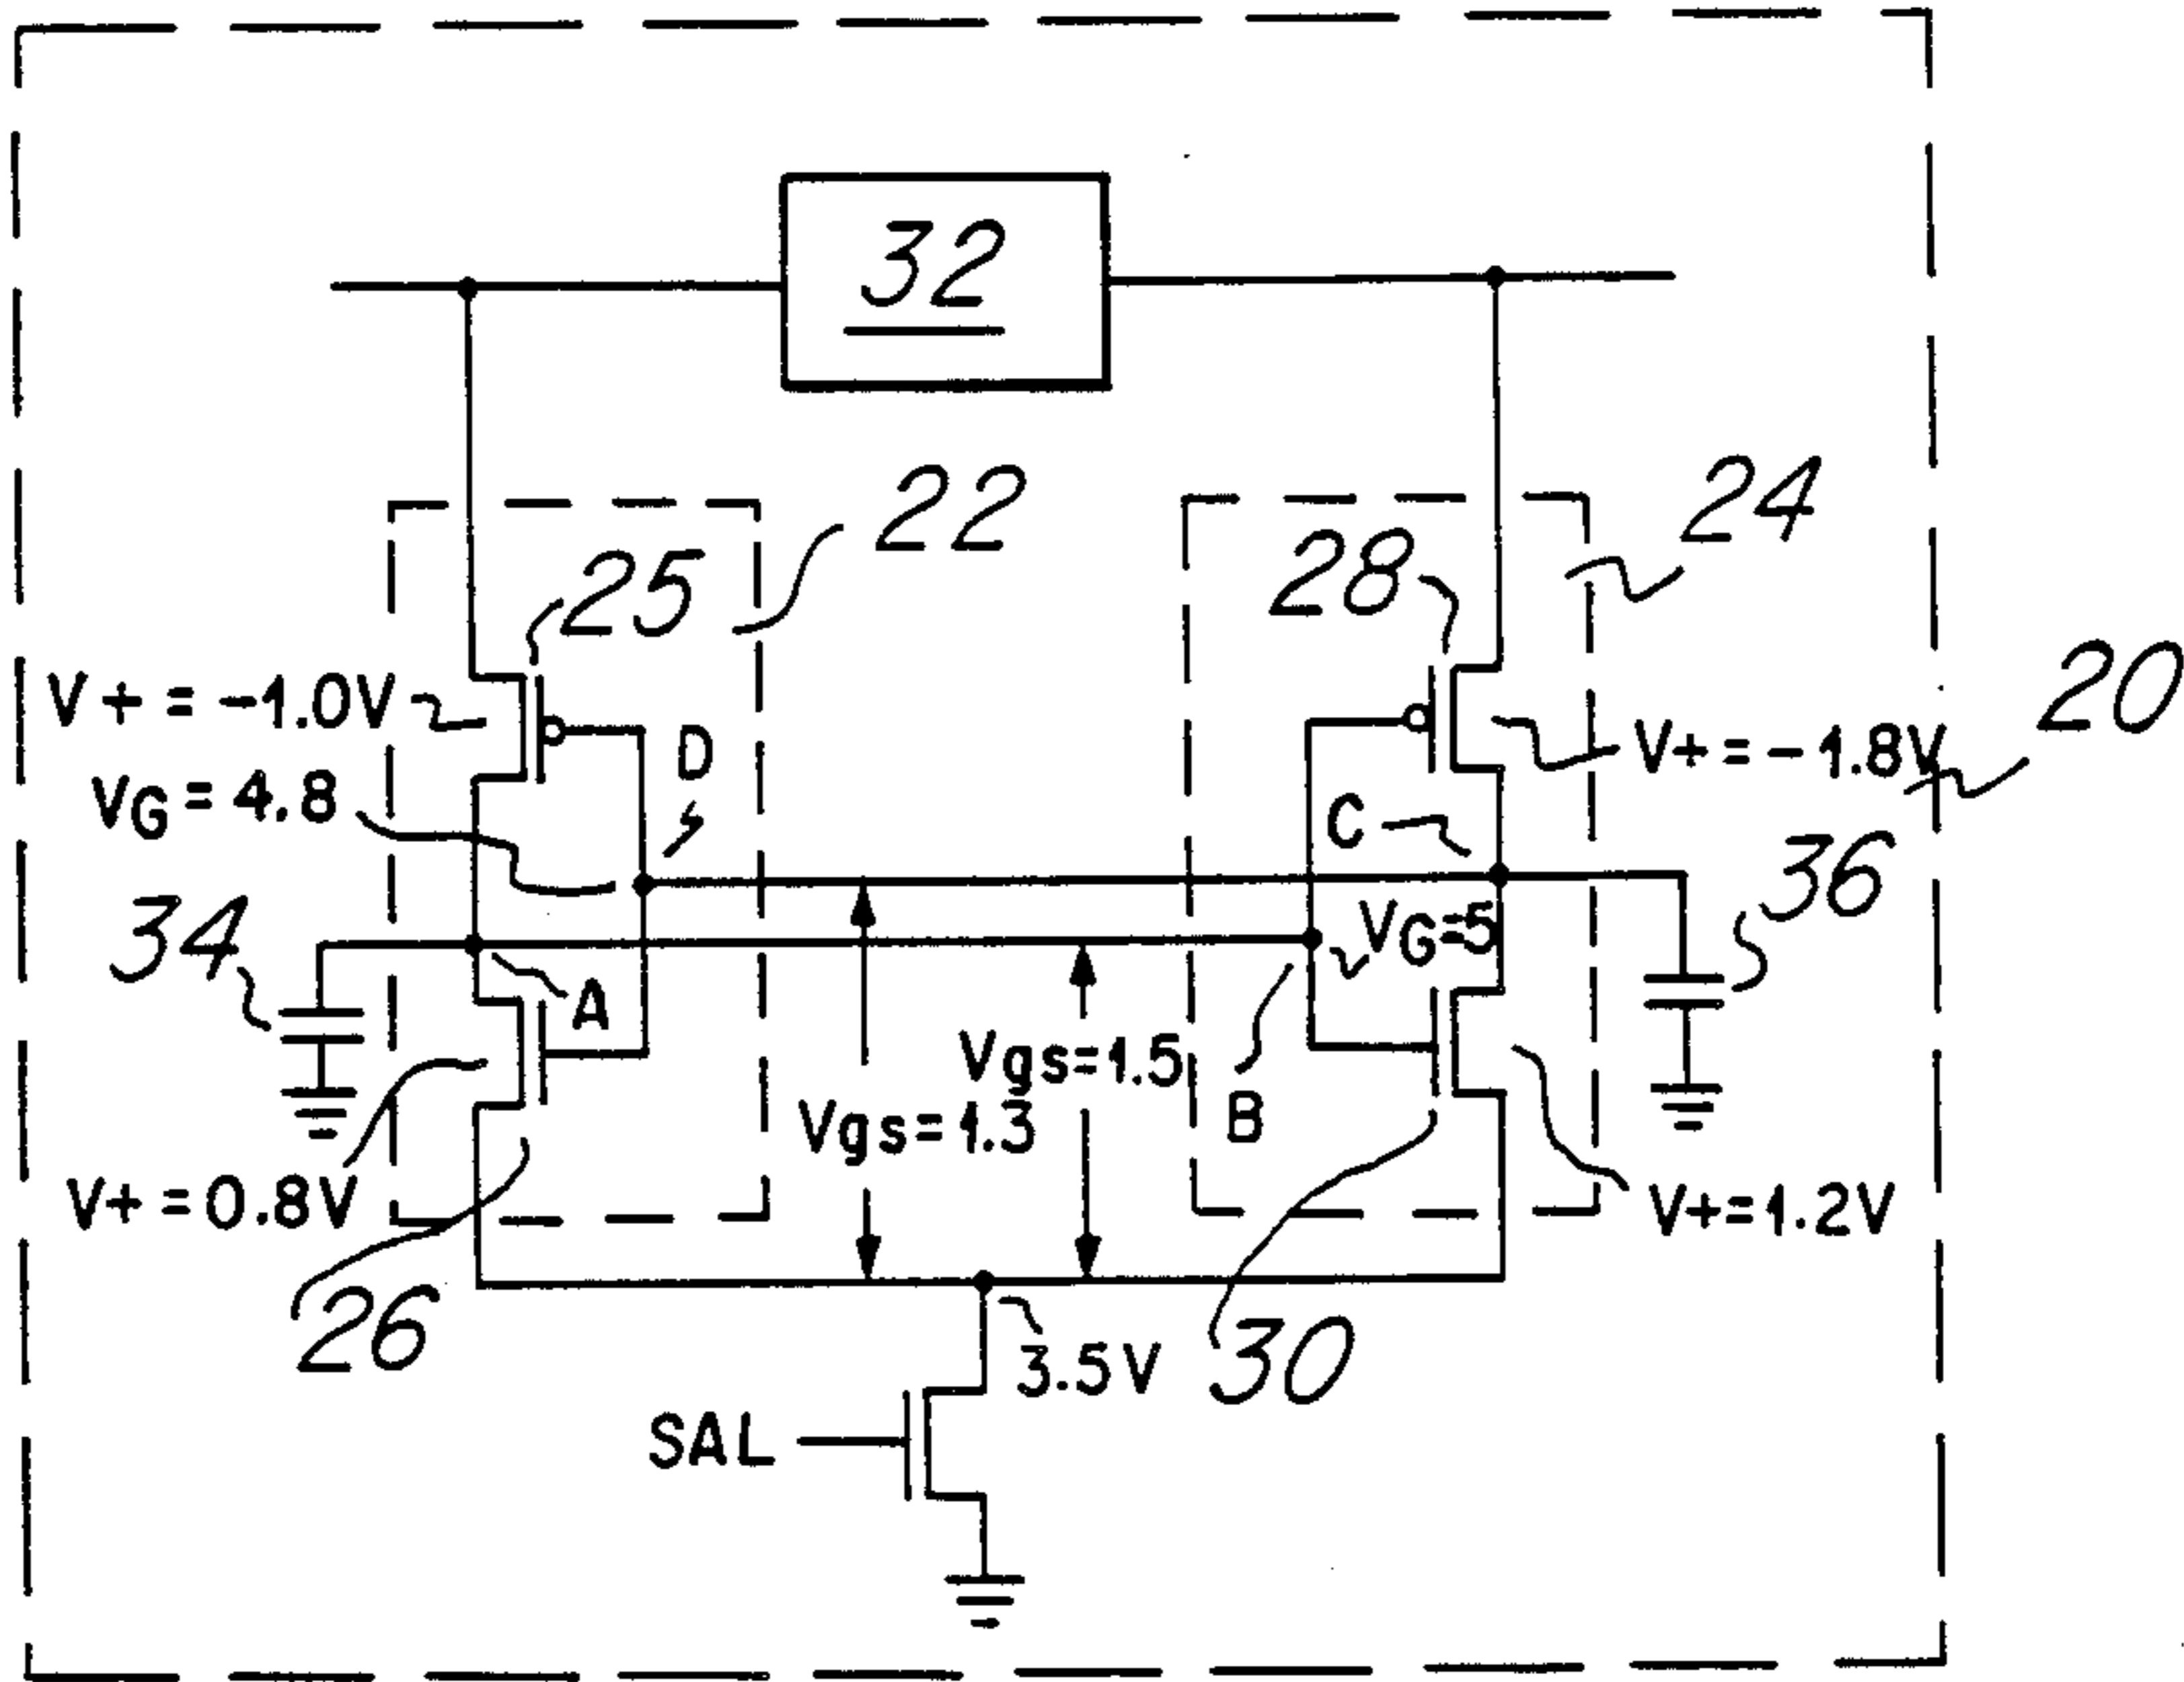 32
22
24
25
28
20
V+=-1.0V
D
V+=-1.8V
VG=4.8
C
36
34
VG=5
A
Vgs=1.5
B
Vgs=1.3
V+=0.8V
V+=1.2V
26
30
3.5V
SAL